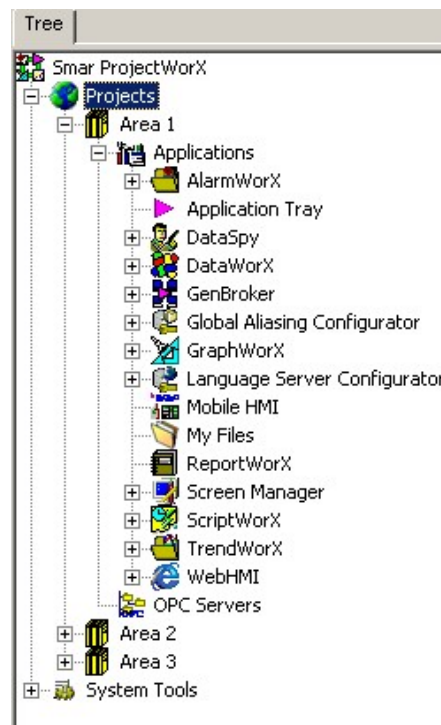 Tree
Smar ProjectWorX
Projects
Area 1
Applications
AlarmWorX
Application Tray
DataSpy
DataWorX
GenBroker
Global Aliasing Configurator
GraphWorX
Language Server Configurator
Mobile HMI
My Files
ReportWorX
Screen Manager
ScriptWorX
TrendWorX
WebHMI
OPC Servers
Area 2
Area 3
System Tools